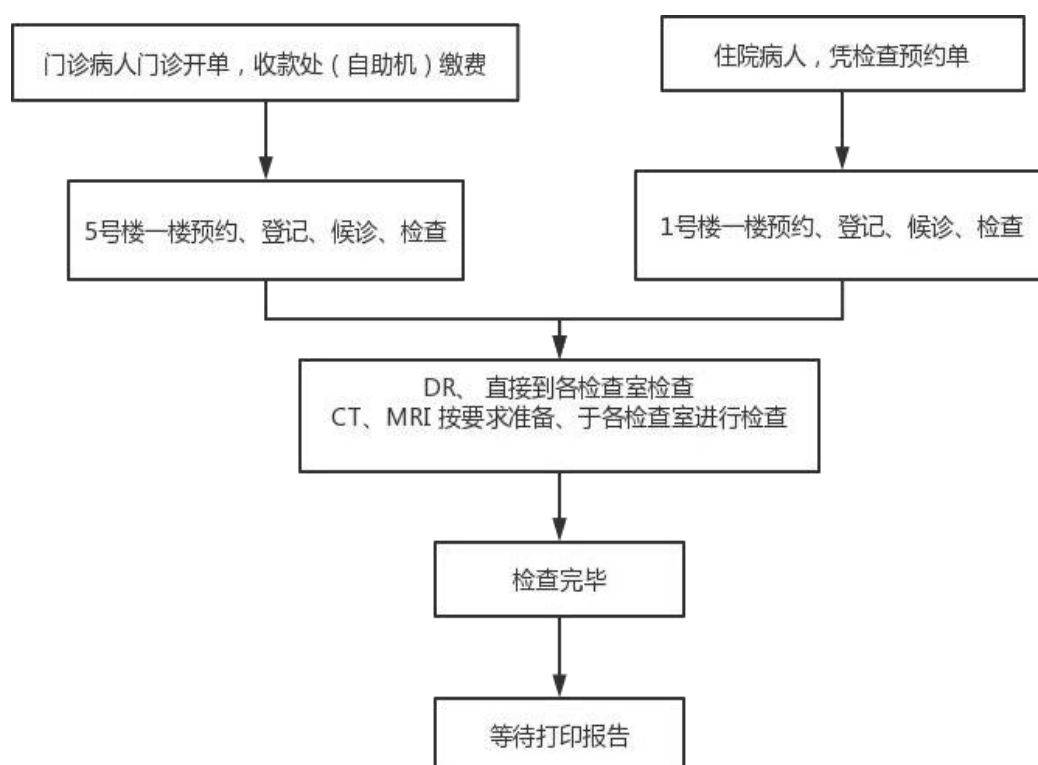 门诊病人门诊开单，收款处（自助机）缴费
住院病人，凭检查预约单
5号楼一楼预约、登记、候诊、检查
1号楼一楼预约、登记、候诊、检查
DR、 直接到各检查室检查
CT、MRI 按要求准备、于各检查室进行检查
检查完毕
等待打印报告